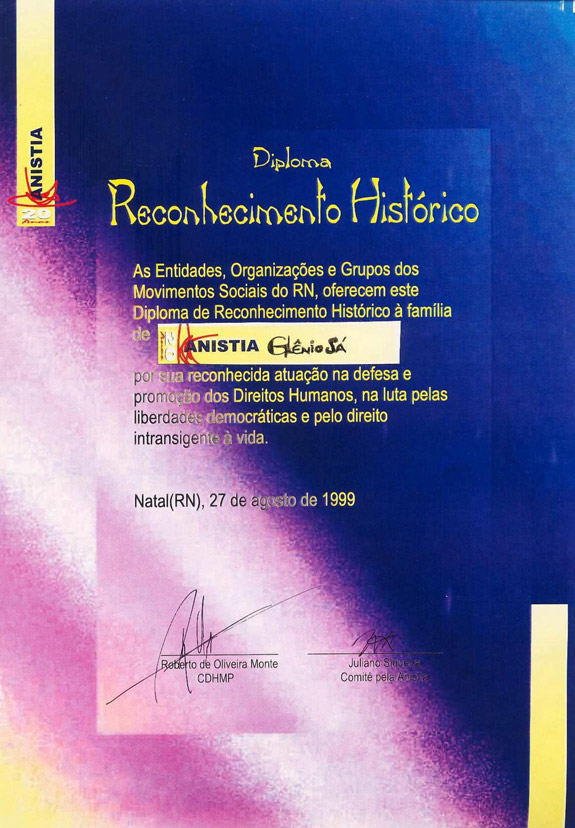 ANISTIA
20
Anos
Diploma
Reconhecimento Histórico
As Entidades, Organizações e Grupos dos
Movimentos Sociais do RN, oferecem este
Diploma de Reconhecimento Histórico à família
de ANISTIA GLÊNIO SÁ
por sua reconhecida atuação na defesa e
promoção dos Direitos Humanos, na luta pelas
liberdades democráticas e pelo direito
intransigente à vida.
Natal(RN), 27 de agosto de 1999
Roberto de Oliveira Monte
CDHMP
Juliano Siqueira
Comitê pela Anistia